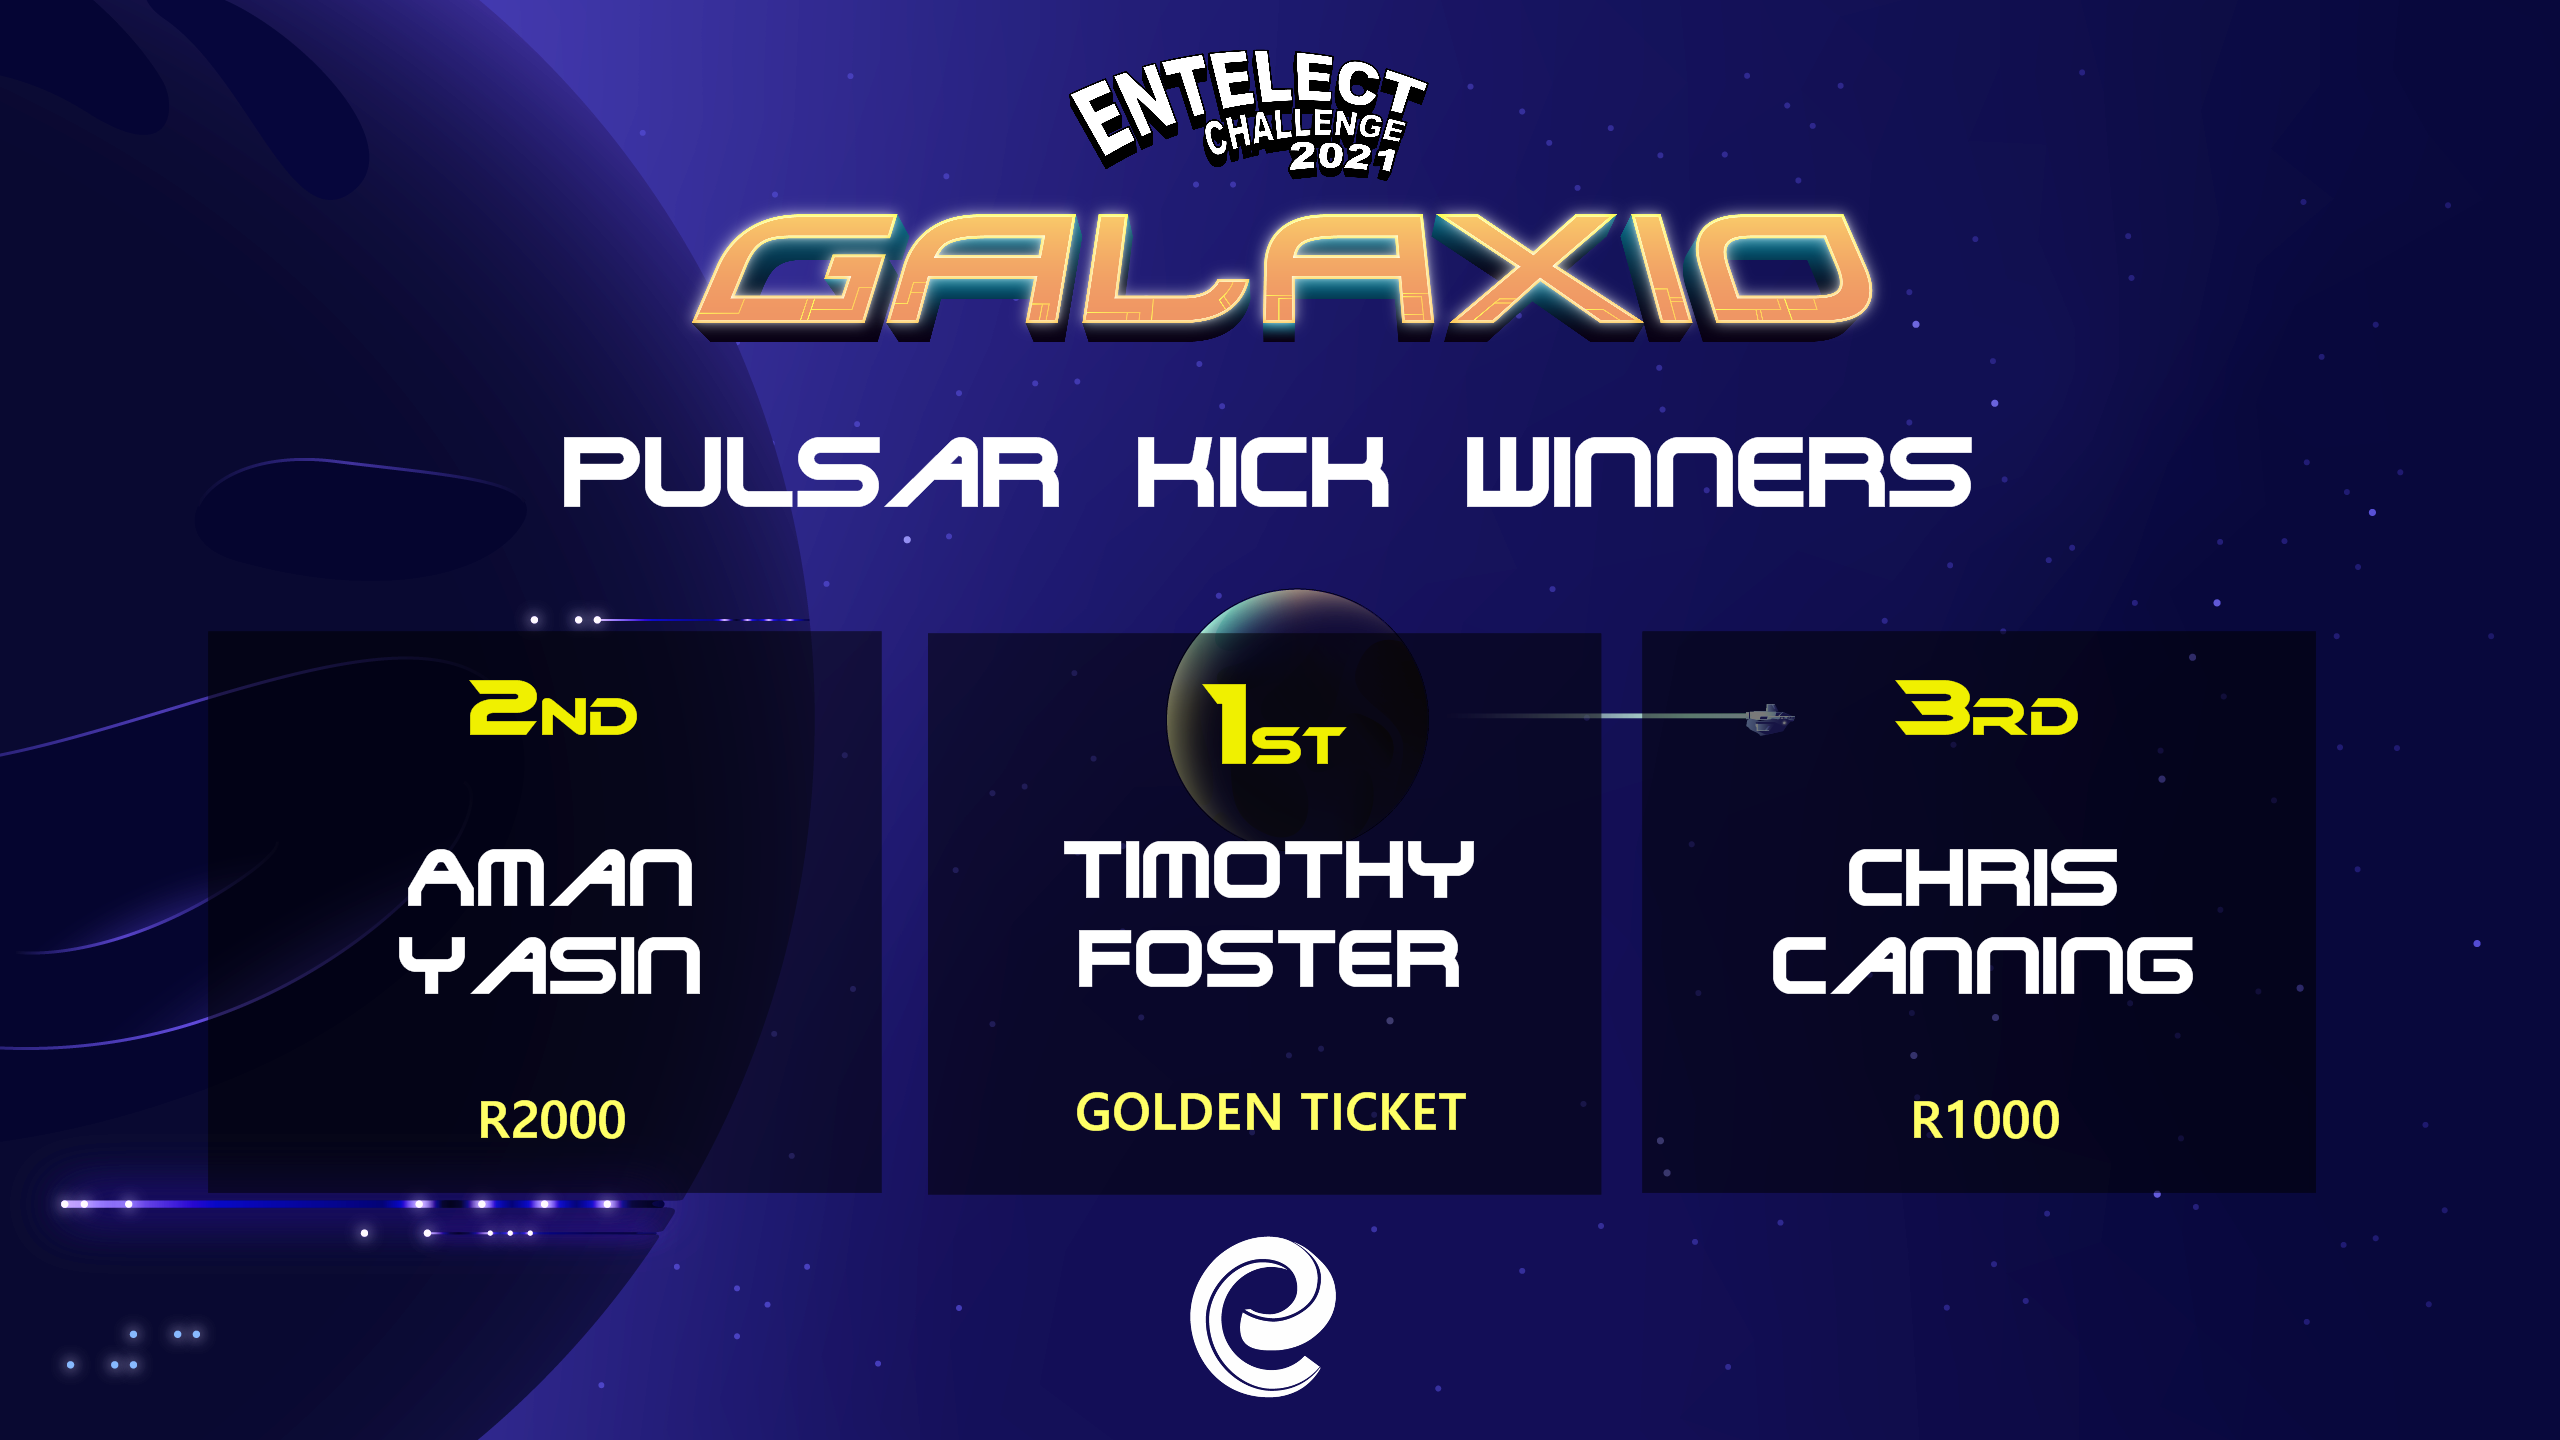 ENTELECT
CHALLENGE
2021
GALAXIO
PULSAR KICK WINNERS
2ND
AMAN
YASIN
R2000
1ST
TIMOTHY
FOSTER
GOLDEN TICKET
3RD
CHRIS
CANNING
R1000
e